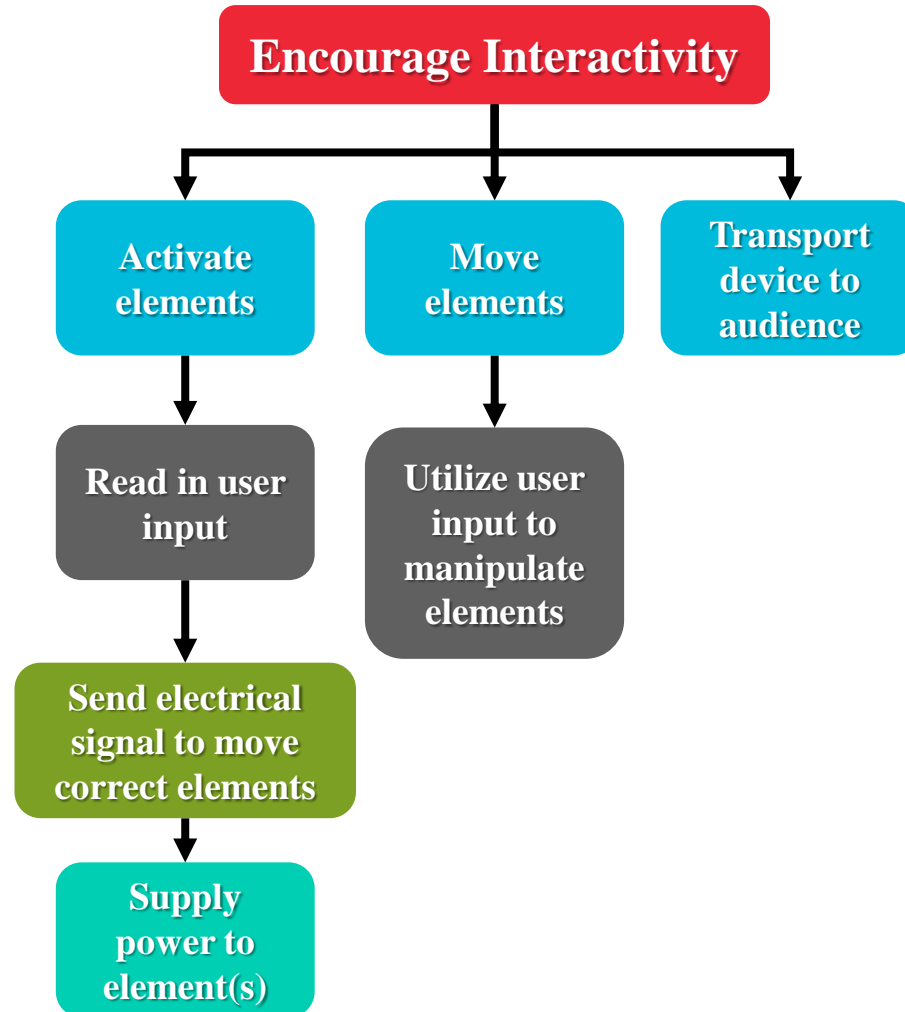 Encourage Interactivity
Activate
elements
Move
elements
Transport
device to
audience
Read in user
input
Utilize user
input to
manipulate
elements
Send electrical
signal to move
correct elements
Supply
power to
element(s)